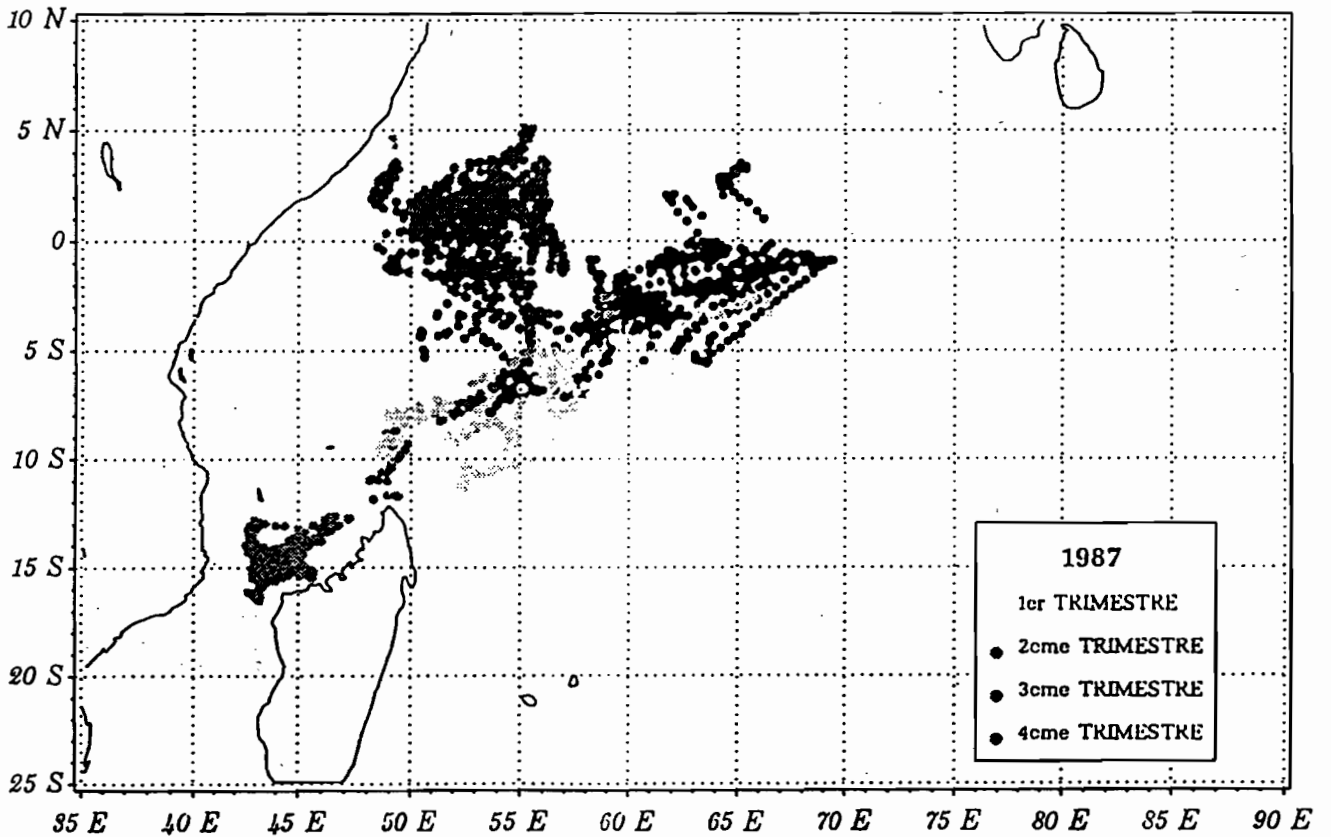 10 N
5 N
0
5 S
10 S
15 S
20 S
25 S
35 E 40 E 45 E 50 E 55 E 60 E 65 E 70 E 75 E 80 E 85 E 90 E
1987
1er TRIMESTRE
2eme TRIMESTRE
3eme TRIMESTRE
4eme TRIMESTRE